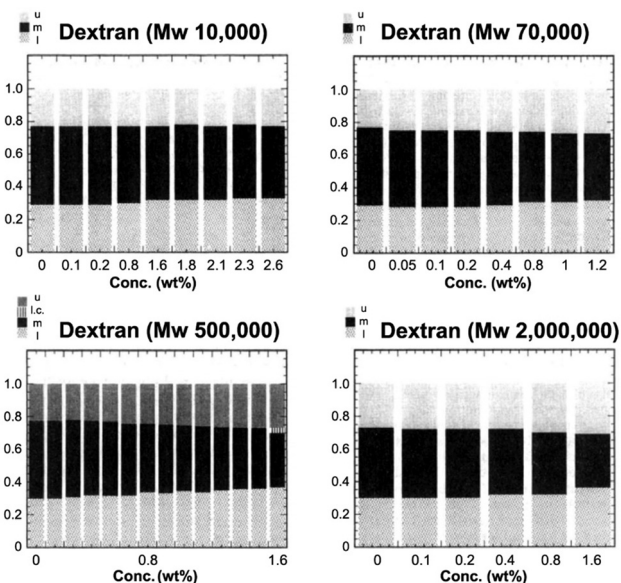 u
m
l
Dextran (Mw 10,000)
1.0
0.8
0.6
0.4
0.2
0
0 0.1 0.2 0.8 1.6 1.8 2.1 2.3 2.6
Conc. (wt%)
u
m
l
Dextran (Mw 70,000)
1.0
0.8
0.6
0.4
0.2
0
0 0.05 0.1 0.2 0.4 0.8 1 1.2
Conc. (wt%)
u
l.c.
m
l
Dextran (Mw 500,000)
1.0
0.8
0.6
0.4
0.2
0
0 0.8 1.6
Conc. (wt%)
u
m
l
Dextran (Mw 2,000,000)
1.0
0.8
0.6
0.4
0.2
0
0 0.1 0.2 0.4 0.8 1.6
Conc. (wt%)